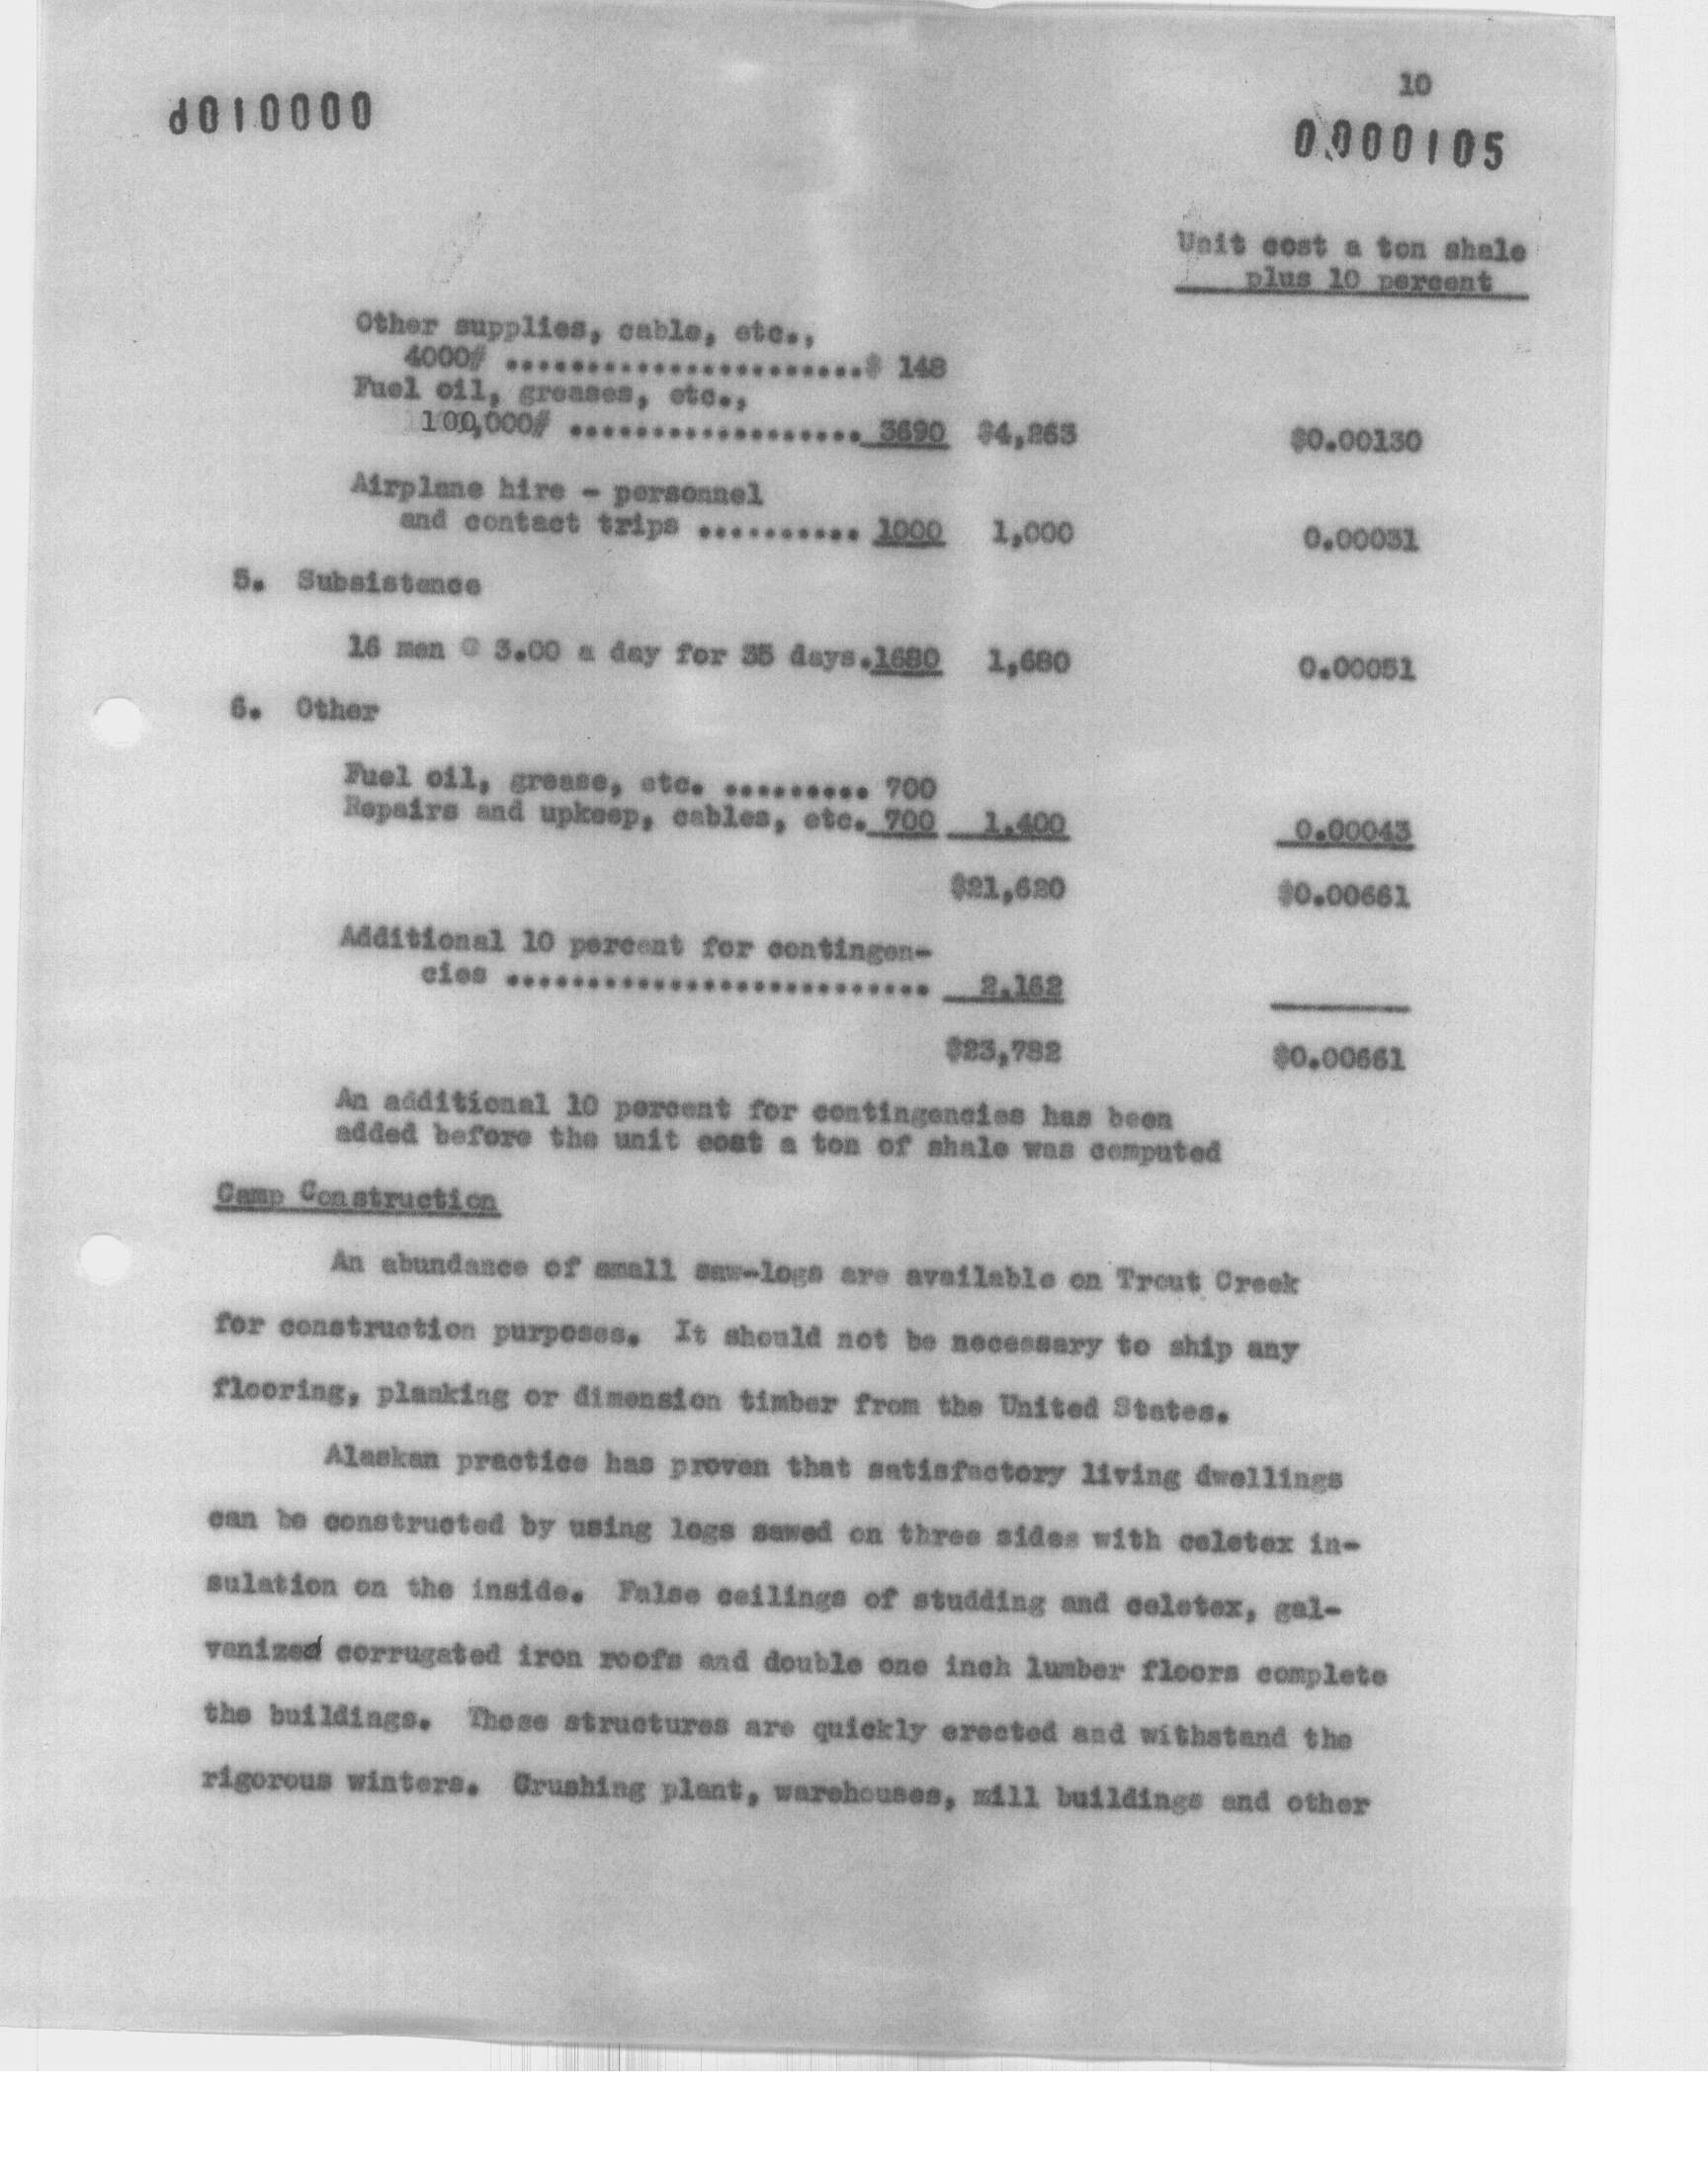 d010000
10
0000105
Unit cost a ton shale
plus 10 percent
Other supplies, cable, etc.,
4000# .......................$ 148
Fuel oil, greases, etc.,
100,000# .................. 3690 $4,263 $0.00130
Airplane hire - personnel
and contact trips .......... 1000 1,000 0.00031
5. Subsistence
16 men @ 3.00 a day for 35 days.1680 1,680 0.00051
6. Other
Fuel oil, grease, etc. ......... 700
Repairs and upkeep, cables, etc. 700 1,400 0.00043
$21,620 $0.00661
Additional 10 percent for contingen-
cies ........................... 2,162
$23,782 $0.00661
An additional 10 percent for contingencies has been
added before the unit cost a ton of shale was computed
Camp Construction
An abundance of small saw-logs are available on Trout Creek
for construction purposes. It should not be necessary to ship any
flooring, planking or dimension timber from the United States.
Alaskan practice has proven that satisfactory living dwellings
can be constructed by using logs sawed on three sides with celetex in-
sulation on the inside. False ceilings of studding and celetex, gal-
vanized corrugated iron roofs and double one inch lumber floors complete
the buildings. These structures are quickly erected and withstand the
rigorous winters. Crushing plant, warehouses, mill buildings and other